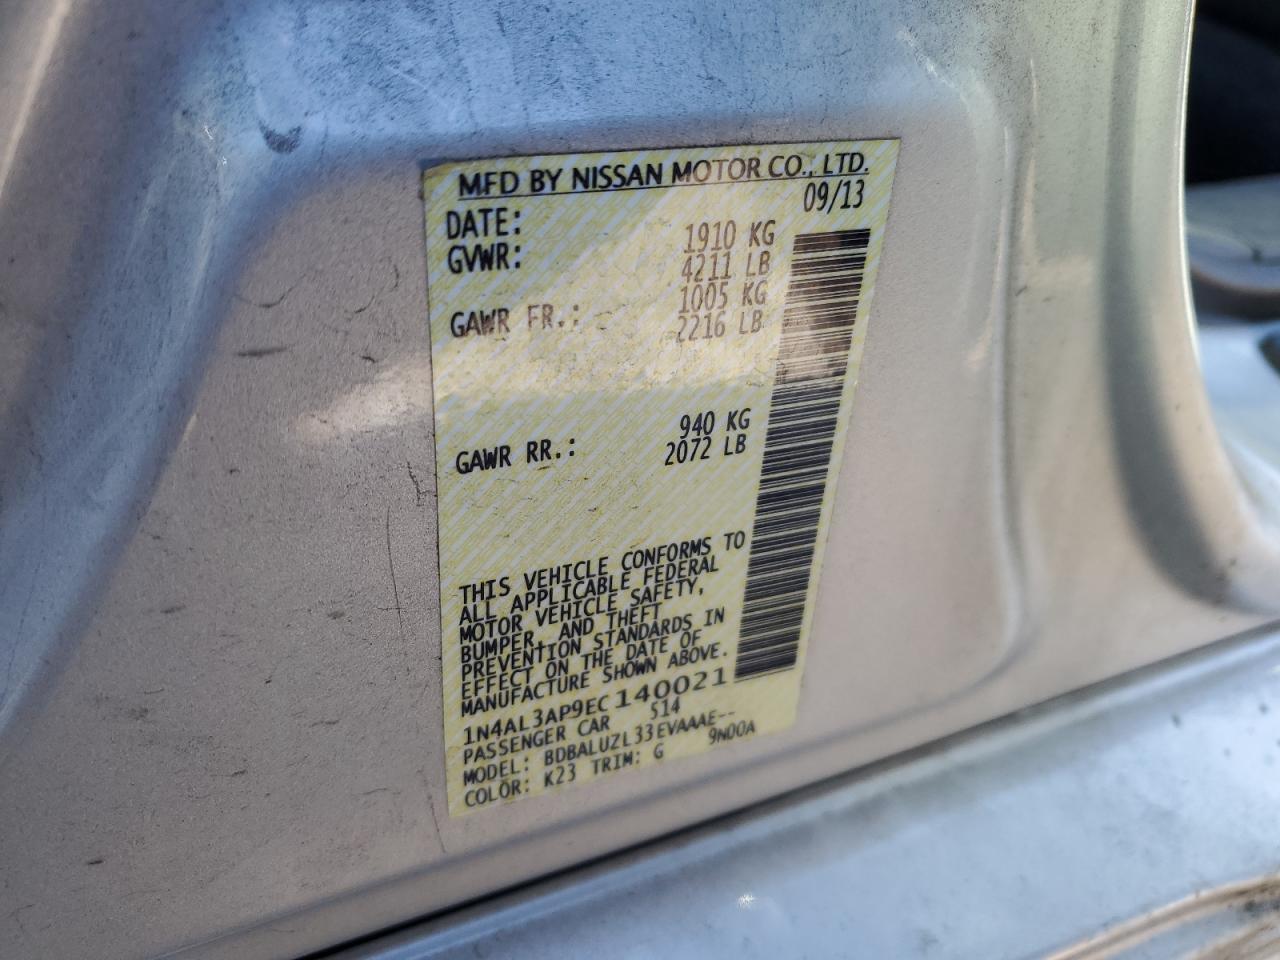 MFD BY NISSAN MOTOR CO., LTD.
DATE: 09/13
GVWR: 1910 KG
4211 LB
GAWR FR.: 1005 KG
2216 LB
GAWR RR.: 940 KG
2072 LB
THIS VEHICLE CONFORMS TO
ALL APPLICABLE FEDERAL
MOTOR VEHICLE SAFETY,
BUMPER, AND THEFT
PREVENTION STANDARDS IN
EFFECT ON THE DATE OF
MANUFACTURE SHOWN ABOVE.
1N4AL3AP9EC140021
PASSENGER CAR 514
MODEL: BDBALUZL33EVAAAE--
COLOR: K23 TRIM: G 9N00A